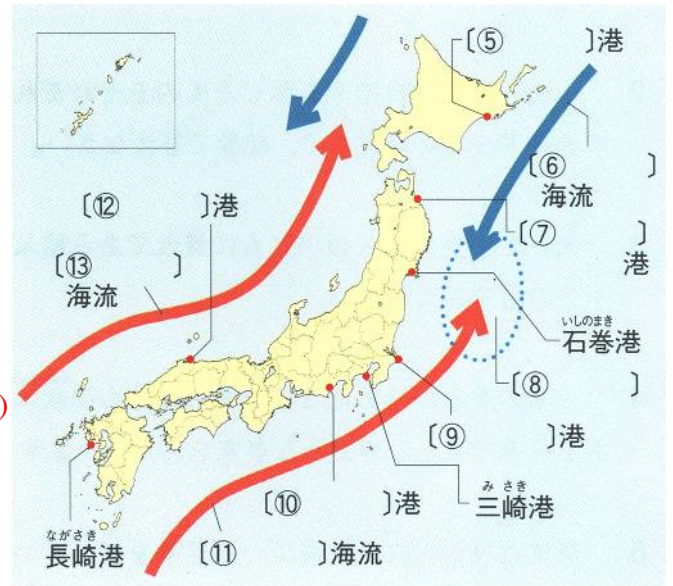 〔⑤ 〕港
〔⑥ 〕
海流
〔⑫ 〕港
〔⑦ 〕
港
〔⑬ 〕
海流
いしのまき
石巻港
〔⑧ 〕
)
〔⑨ 〕港
〔⑩ 〕港
みさき
三崎港
ながさき
長崎港
〔⑪ 〕海流